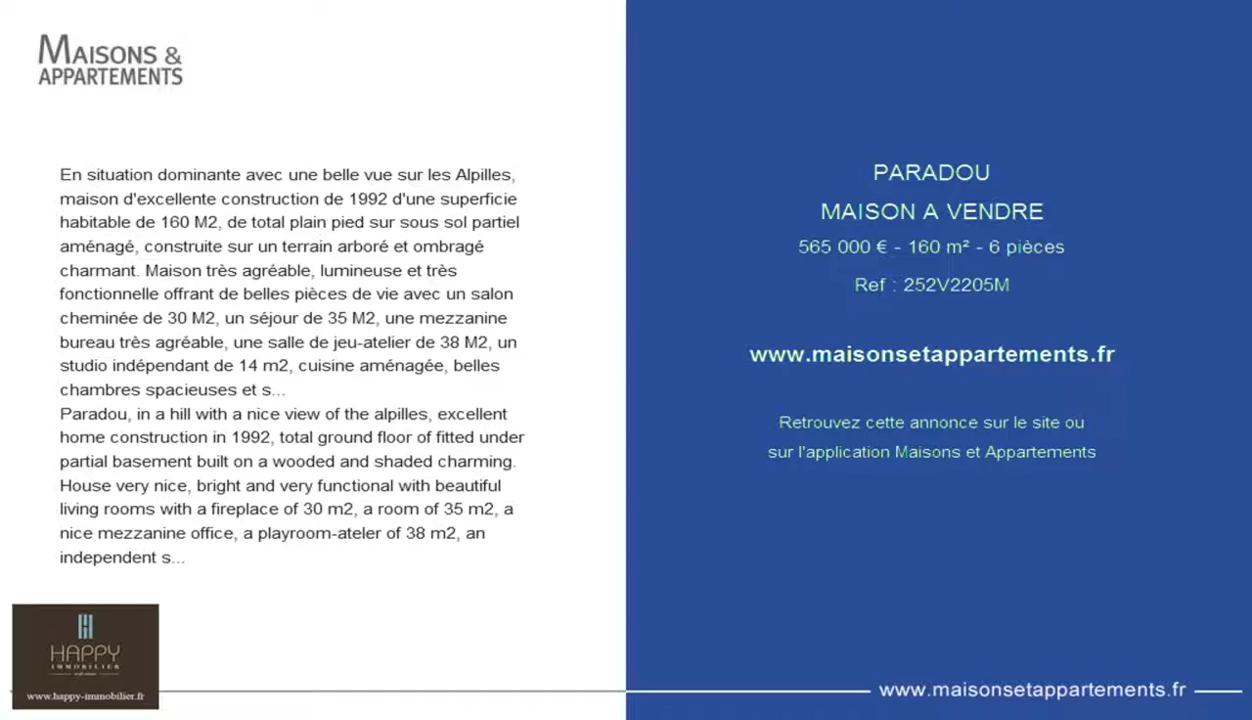 MAISONS &
APPARTEMENTS
En situation dominante avec une belle vue sur les Alpilles,
maison d'excellente construction de 1992 d'une superficie
habitable de 160 M2, de total plain pied sur sous sol partiel
aménagé, construite sur un terrain arboré et ombragé
charmant. Maison très agréable, lumineuse et très
fonctionnelle offrant de belles pièces de vie avec un salon
cheminée de 30 M2, un séjour de 35 M2, une mezzanine
bureau très agréable, une salle de jeu-atelier de 38 M2, un
studio indépendant de 14 m2, cuisine aménagée, belles
chambres spacieuses et s...
Paradou, in a hill with a nice view of the alpilles, excellent
home construction in 1992, total ground floor of fitted under
partial basement built on a wooded and shaded charming.
House very nice, bright and very functional with beautiful
living rooms with a fireplace of 30 m2, a room of 35 m2, a
nice mezzanine office, a playroom-ateler of 38 m2, an
independent s...
HAPPY
IMMOBILIER
www.happy-immobilier.fr
PARADOU
MAISON A VENDRE
565 000 € - 160 m² - 6 pièces
Ref : 252V2205M
www.maisonsetappartements.fr
Retrouvez cette annonce sur le site ou
sur l'application Maisons et Appartements
www.maisonsetappartements.fr